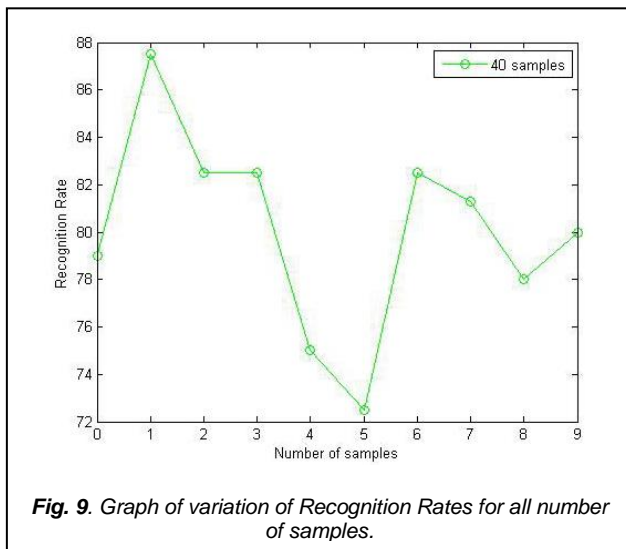 88
40 samples
86
84
82
80
78
76
74
72
Recognition Rate
0 1 2 3 4 5 6 7 8 9
Number of samples
Fig. 9. Graph of variation of Recognition Rates for all number
of samples.